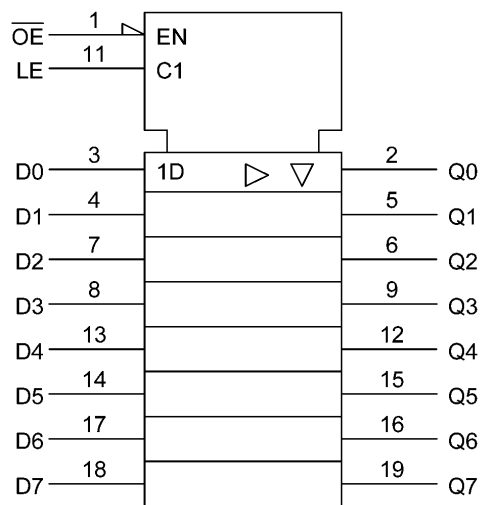 O̅E̅ 1 EN
LE 11 C1
D0 3 1D 2 Q0
D1 4 5 Q1
D2 7 6 Q2
D3 8 9 Q3
D4 13 12 Q4
D5 14 15 Q5
D6 17 16 Q6
D7 18 19 Q7